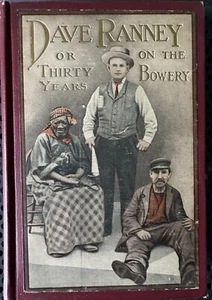 DAVE RANNEY
OR
THIRTY
YEARS
ON THE
BOWERY